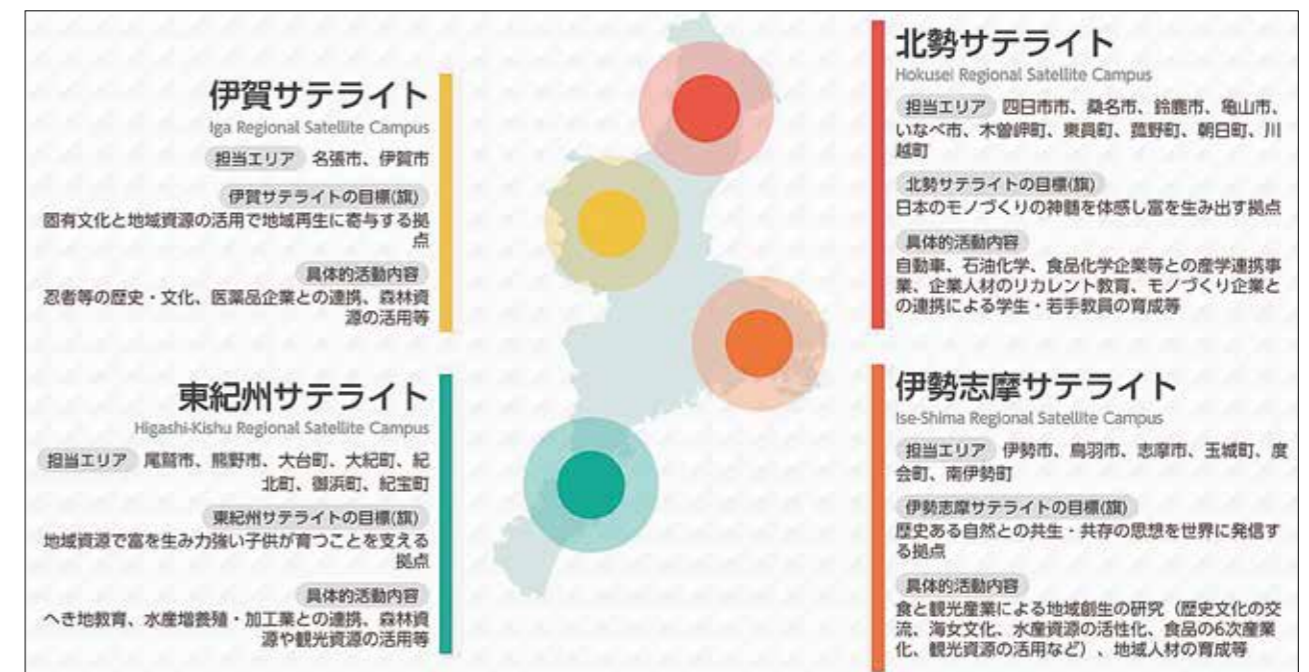 伊賀サテライト
Iga Regional Satellite Campus
担当エリア 名張市、伊賀市
伊賀サテライトの目標(旗)
固有文化と地域資源の活用で地域再生に寄与する拠
点
具体的活動内容
忍者等の歴史・文化、医薬品企業との連携、森林資
源の活用等
東紀州サテライト
Higashi-Kishu Regional Satellite Campus
担当エリア 尾鷲市、熊野市、大台町、大紀町、紀
北町、御浜町、紀宝町
東紀州サテライトの目標(旗)
地域資源で富を生み力強い子供が育つことを支える
拠点
具体的活動内容
へき地教育、水産増養殖・加工業との連携、森林資
源や観光資源の活用等
北勢サテライト
Hokusei Regional Satellite Campus
担当エリア 四日市市、桑名市、鈴鹿市、亀山市、
いなべ市、木曽岬町、東員町、菰野町、朝日町、川
越町
北勢サテライトの目標(旗)
日本のモノづくりの神髄を体感し富を生み出す拠点
具体的活動内容
自動車、石油化学、食品化学企業等との産学連携事
業、企業人材のリカレント教育、モノづくり企業と
の連携による学生・若手教員の育成等
伊勢志摩サテライト
Ise-Shima Regional Satellite Campus
担当エリア 伊勢市、鳥羽市、志摩市、玉城町、度
会町、南伊勢町
伊勢志摩サテライトの目標(旗)
歴史ある自然との共生・共存の思想を世界に発信す
る拠点
具体的活動内容
食と観光産業による地域創生の研究（歴史文化の交
流、海女文化、水産資源の活性化、食品の6次産業
化、観光資源の活用など）、地域人材の育成等